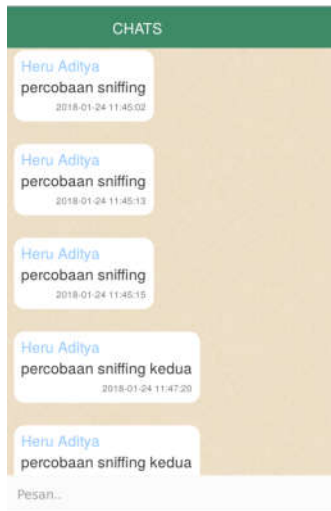 CHATS
Heru Aditya
percobaan sniffing
2018-01-24 11:45:02
Heru Aditya
percobaan sniffing
2018-01-24 11:45:13
Heru Aditya
percobaan sniffing
2018-01-24 11:45:15
Heru Aditya
percobaan sniffing kedua
2018-01-24 11:47:20
Heru Aditya
percobaan sniffing kedua
Pesan..